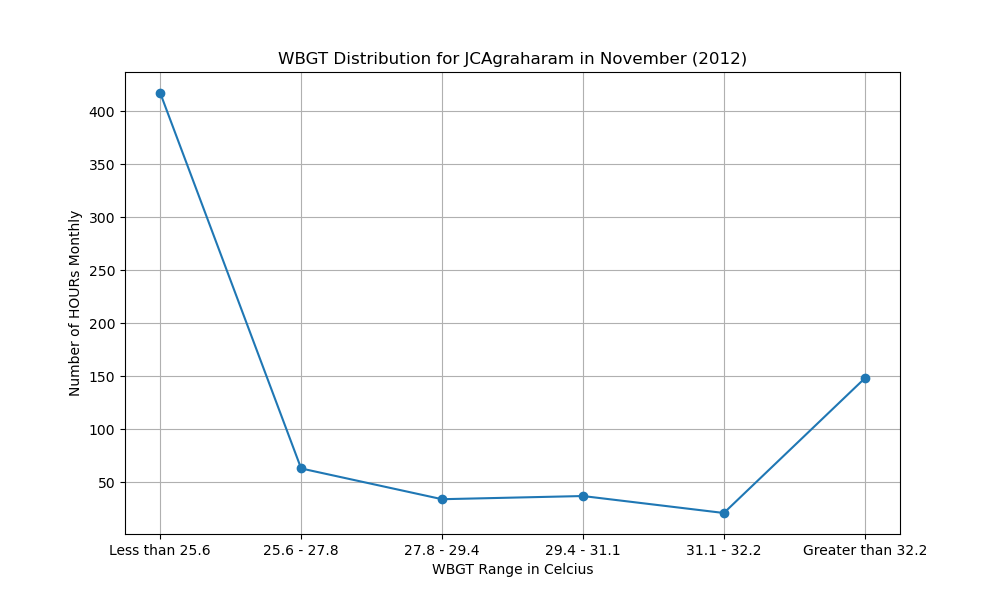 WBGT Distribution for JCAgraharam in November (2012)
Number of HOURs Monthly
400
350
300
250
200
150
100
50
Less than 25.6
25.6 - 27.8
27.8 - 29.4
29.4 - 31.1
31.1 - 32.2
Greater than 32.2
WBGT Range in Celcius